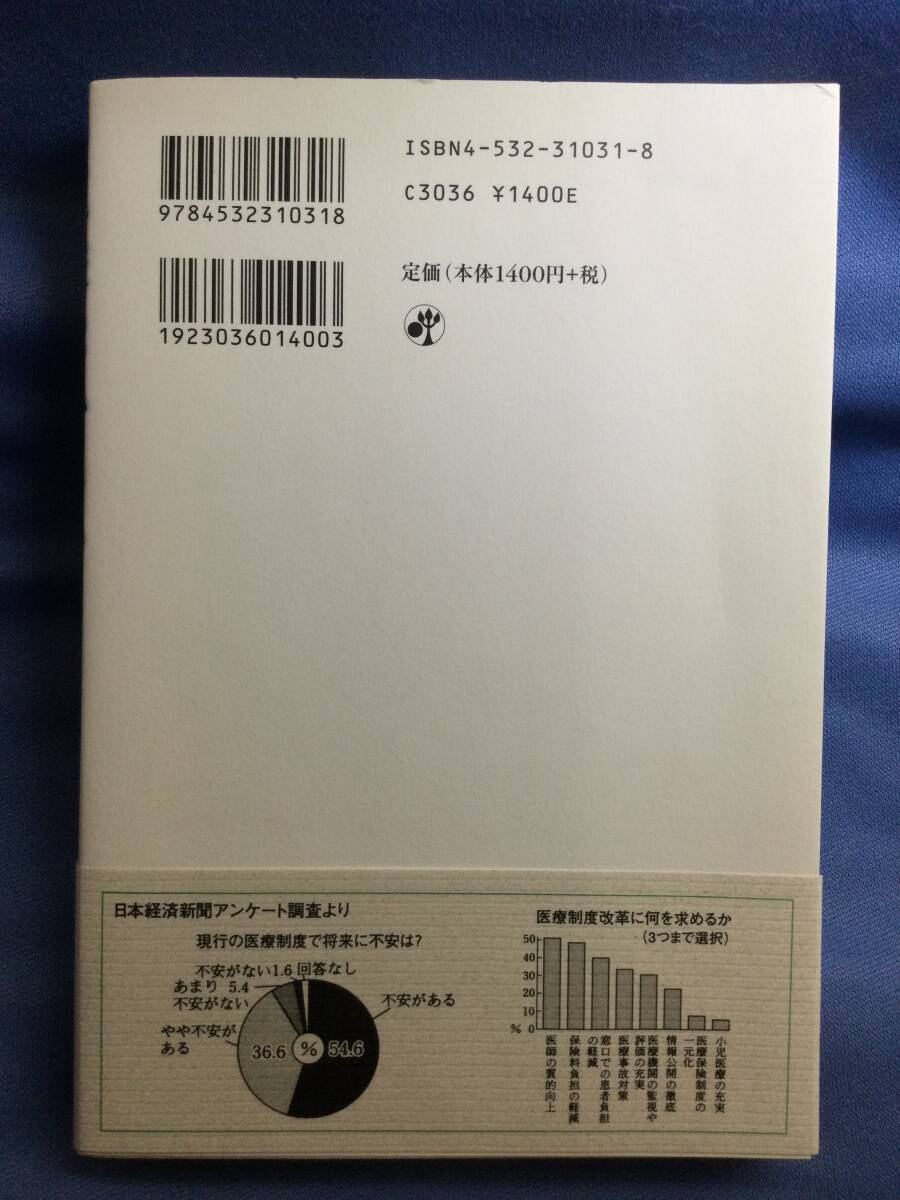 ISBN4-532-31031-8
C3036 ¥1400E
9784532310318
定価(本体1400円+税)
1923036014003
日本経済新聞アンケート調査より
現行の医療制度で将来に不安は?
不安がない1.6 回答なし
あまり 5.4
不安がない
不安がある
やや不安が
ある
36.6
%
54.6
医療制度改革に何を求めるか
(3つまで選択)
50
40
30
20
10
% 0
医師の質的向上
保険料負担の軽減
窓口での患者負担
の軽減
医療事故対策
医療機関の監視や
評価の充実
情報公開の徹底
医療保険制度の
一元化
小児医療の充実